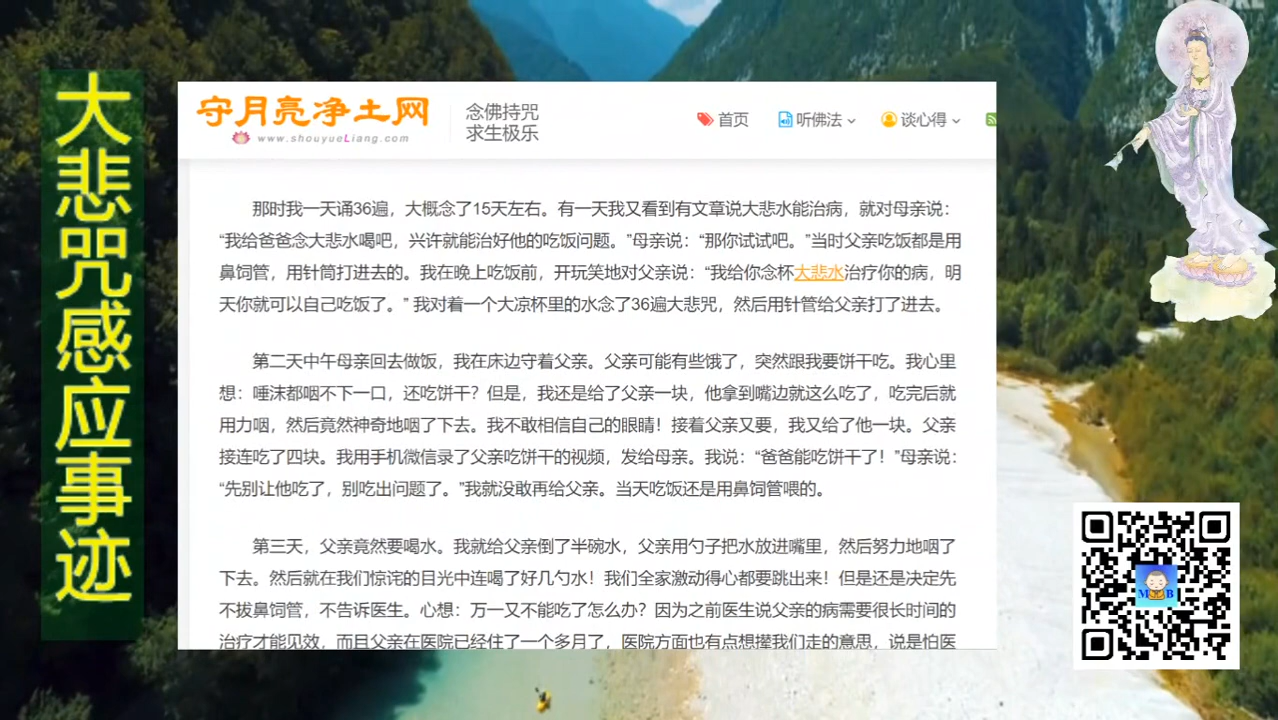 大悲咒感应事迹
守月亮净土网
www.shouyueLiang.com
念佛持咒
求生极乐
首页
听佛法
谈心得
那时我一天诵36遍，大概念了15天左右。有一天我又看到有文章说大悲水能治病，就对母亲说：
“我给爸爸念大悲水喝吧，兴许就能治好他的吃饭问题。”母亲说：“那你试试吧。”当时父亲吃饭都是用
鼻饲管，用针筒打进去的。我在晚上吃饭前，开玩笑地对父亲说：“我给你念杯大悲水治疗你的病，明
天你就可以自己吃饭了。” 我对着一个大凉杯里的水念了36遍大悲咒，然后用针管给父亲打了进去。
第二天中午母亲回去做饭，我在床边守着父亲。父亲可能有些饿了，突然跟我要饼干吃。我心里
想：唾沫都咽不下一口，还吃饼干？但是，我还是给了父亲一块，他拿到嘴边就这么吃了，吃完后就
用力咽，然后竟然神奇地咽了下去。我不敢相信自己的眼睛！接着父亲又要，我又给了他一块。父亲
接连吃了四块。我用手机微信录了父亲吃饼干的视频，发给母亲。我说：“爸爸能吃饼干了！”母亲说：
“先别让他吃了，别吃出问题了。”我就没敢再给父亲。当天吃饭还是用鼻饲管喂的。
第三天，父亲竟然要喝水。我就给父亲倒了半碗水，父亲用勺子把水放进嘴里，然后努力地咽了
下去。然后就在我们惊诧的目光中连喝了好几勺水！我们全家激动得心都要跳出来！但是还是决定先
不拔鼻饲管，不告诉医生。心想：万一又不能吃了怎么办？因为之前医生说父亲的病需要很长时间的
治疗才能见效，而且父亲在医院已经住了一个多月了，医院方面也有点想撵我们走的意思，说是怕医
M B